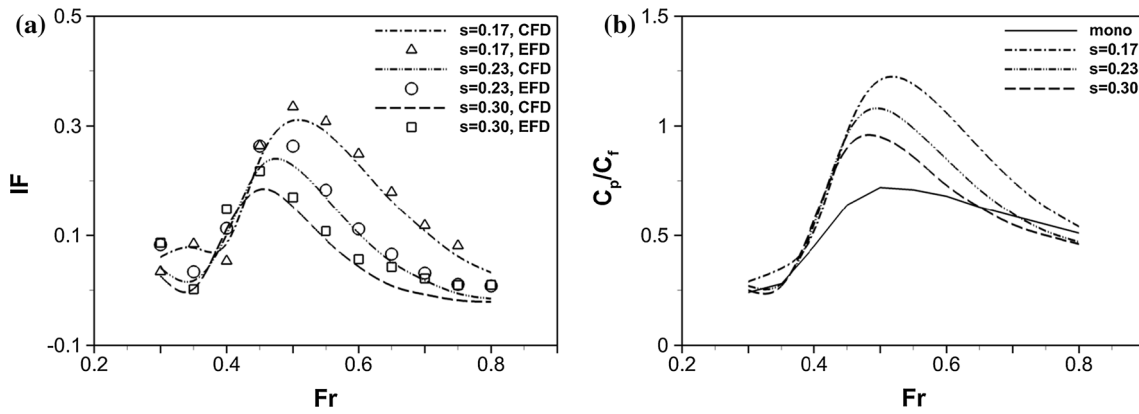 (a)
0.5
0.3
0.1
-0.1
IF
s=0.17, CFD
s=0.17, EFD
s=0.23, CFD
s=0.23, EFD
s=0.30, CFD
s=0.30, EFD
0.2
0.4
0.6
0.8
Fr
(b)
1.5
1
0.5
0
Cp/Cf
mono
s=0.17
s=0.23
s=0.30
0.2
0.4
0.6
0.8
Fr